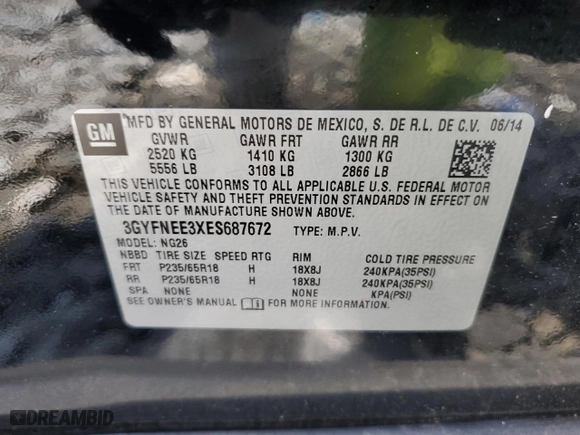 GM
MFD BY GENERAL MOTORS DE MEXICO, S. DE R.L. DE C.V. 06/14
GVWR GAWR FRT GAWR RR
2520 KG 1410 KG 1300 KG
5556 LB 3108 LB 2866 LB
THIS VEHICLE CONFORMS TO ALL APPLICABLE U.S. FEDERAL MOTOR
VEHICLE SAFETY AND THEFT PREVENTION STANDARDS IN EFFECT ON
THE DATE OF MANUFACTURE SHOWN ABOVE.
3GYFNEE3XES687672 TYPE: M.P.V.
MODEL: NG26
NBBD TIRE SIZE SPEED RTG RIM COLD TIRE PRESSURE
FRT P235/65R18 H 18X8J 240KPA(35PSI)
RR P235/65R18 H 18X8J 240KPA(35PSI)
SPA NONE NONE KPA(PSI)
SEE OWNER'S MANUAL FOR MORE INFORMATION.
DREAMBID